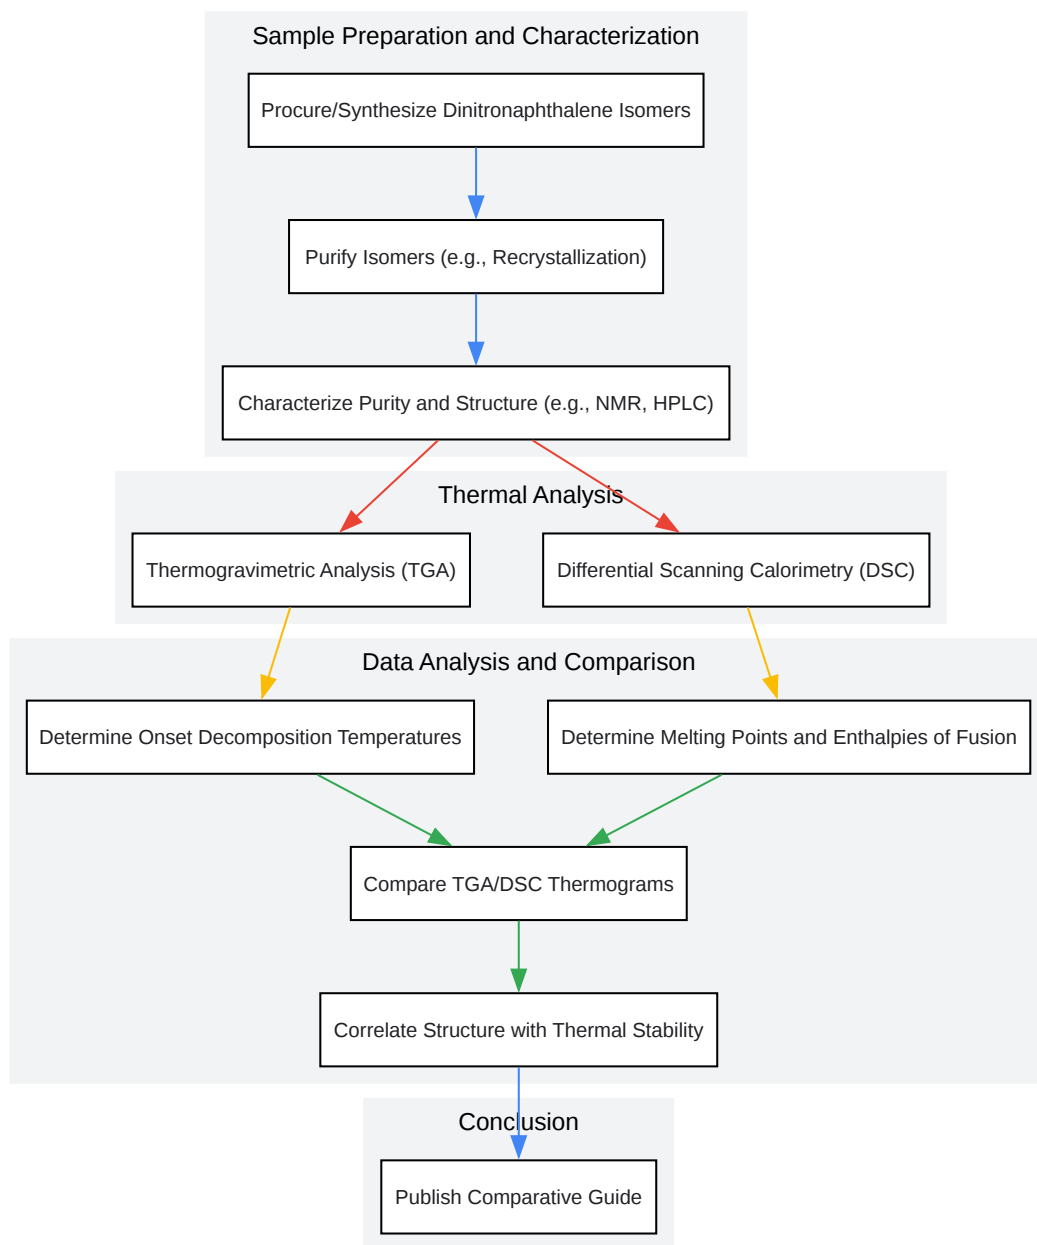 Sample Preparation and Characterization
Procure/Synthesize Dinitronaphthalene Isomers
Purify Isomers (e.g., Recrystallization)
Characterize Purity and Structure (e.g., NMR, HPLC)
Thermal Analysis
Thermogravimetric Analysis (TGA)
Differential Scanning Calorimetry (DSC)
Data Analysis and Comparison
Determine Onset Decomposition Temperatures
Determine Melting Points and Enthalpies of Fusion
Compare TGA/DSC Thermograms
Correlate Structure with Thermal Stability
Conclusion
Publish Comparative Guide